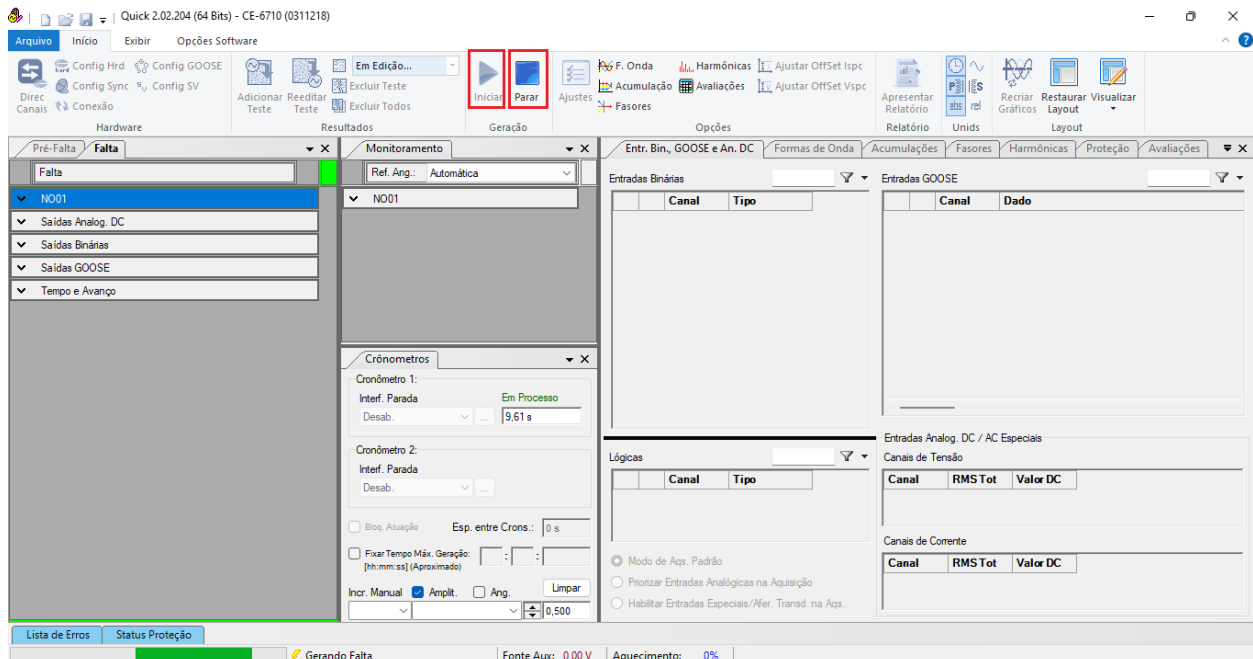 Quick 2.02.204 (64 Bits) - CE-6710 (0311218)
Arquivo Início Exibir Opções Software
Direc Canais
Config Hrd Config GOOSE
Config Sync Config SV
Conexão
Hardware
Adicionar Teste
Reeditar Teste
Em Edição...
Excluir Teste
Excluir Todos
Resultados
Iniciar Parar
Geração
Ajustes
F. Onda Harmônicas Ajustar OffSet Ispc
Acumulação Avaliações Ajustar OffSet Vspc
Fasores
Opções
Apresentar Relatório
Relatório
abs rel
Unids
Recriar Gráficos
Restaurar Layout
Visualizar
Layout
Pré-Falta Falta
Falta
NO01
Saídas Analog. DC
Saídas Binárias
Saídas GOOSE
Tempo e Avanço
Monitoramento
Ref. Ang.: Automática
NO01
Crônometros
Cronômetro 1:
Interf. Parada Em Processo
Desab. ... 9,61 s
Cronômetro 2:
Interf. Parada
Desab. ...
Bloq. Atuação Esp. entre Crons.: 0 s
Fixar Tempo Máx. Geração: : :
[hh:mm:ss] (Aproximado)
Incr. Manual Amplit. Ang. Limpar
0,500
Entr. Bin., GOOSE e An. DC Formas de Onda Acumulações Fasores Harmônicas Proteção Avaliações
Entradas Binárias
Canal Tipo
Entradas GOOSE
Canal Dado
Lógicas
Canal Tipo
Modo de Aqs. Padrão
Priorizar Entradas Analógicas na Aquisição
Habilitar Entradas Especiais/Afer. Transd. na Aqs.
Entradas Analog. DC / AC Especiais
Canais de Tensão
Canal RMS Tot Valor DC
Canais de Corrente
Canal RMS Tot Valor DC
Lista de Erros Status Proteção
Gerando Falta Fonte Aux: 0.00 V Aquecimento: 0%